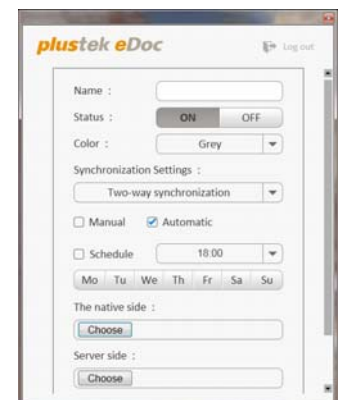 plustek eDoc
Log out
Name :
Status : ON OFF
Color : Grey
Synchronization Settings :
Two-way synchronization
Manual Automatic
Schedule 18:00
Mo Tu We Th Fr Sa Su
The native side :
Choose
Server side :
Choose